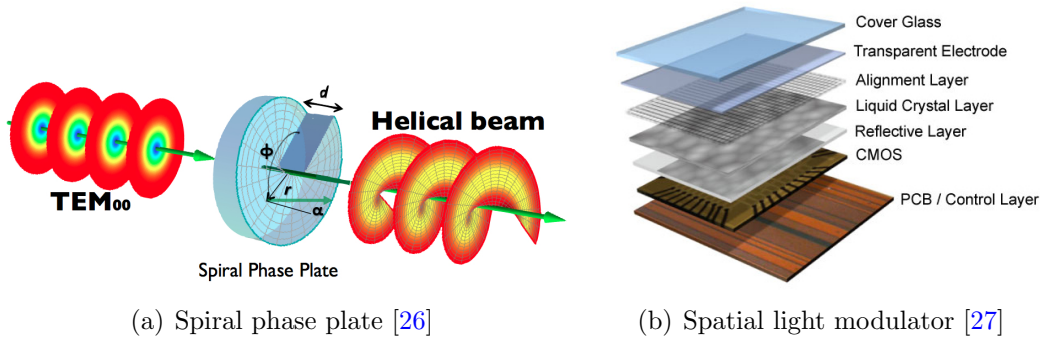 TEM00
d
ϕ
r
α
Helical beam
Spiral Phase Plate
Cover Glass
Transparent Electrode
Alignment Layer
Liquid Crystal Layer
Reflective Layer
CMOS
PCB / Control Layer
(a) Spiral phase plate [26]
(b) Spatial light modulator [27]